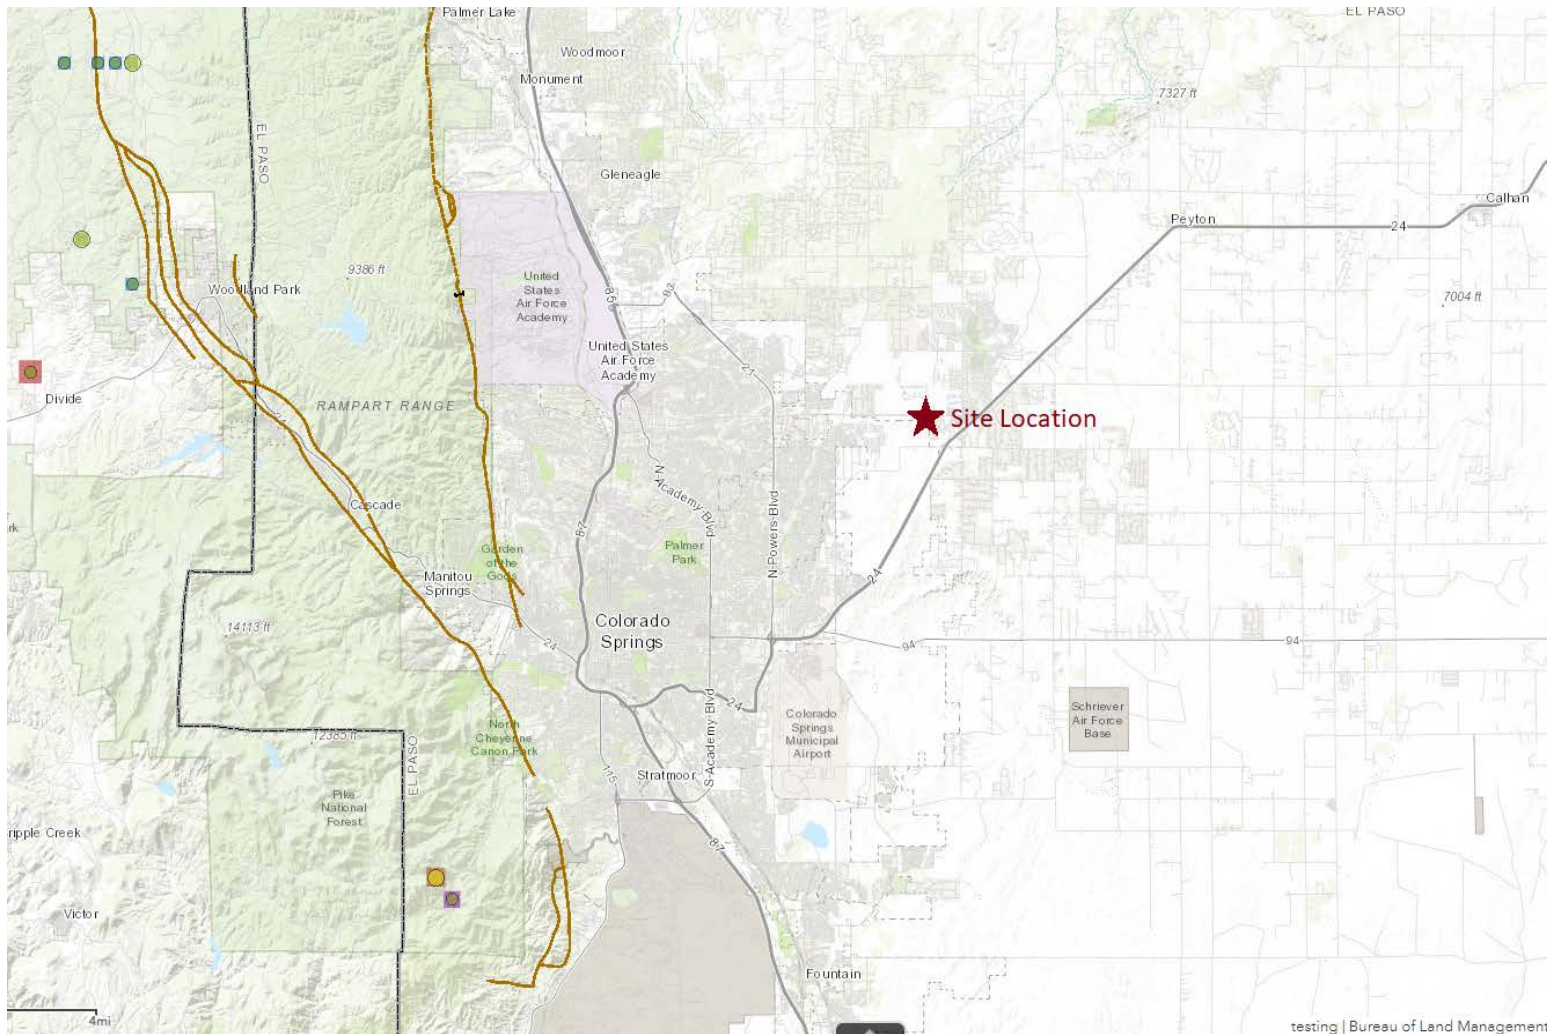 Palmer Lake
EL PASO
Woodmoor
Monument
7327 ft
EL PASO
Gleneagle
Calhan
Peyton
24
9386 ft
Woodland Park
United
States
Air Force
Academy
85
83
7004 ft
United States
Air Force
Academy
21
Divide
RAMPART RANGE
Site Location
N Academy Blvd
Cascade
87
N Powers Blvd
Palmer
Park
Garden
of the
Gods
Manitou
Springs
24
14113 ft
Colorado
Springs
24
94
94
S Academy Blvd
24
Schriever
Air Force
Base
Colorado
Springs
Municipal
Airport
North
Cheyenne
Canon Park
12385 ft
EL PASO
115
Stratmoor
Pike
National
Forest
ripple Creek
87
Victor
Fountain
4mi
testing | Bureau of Land Management